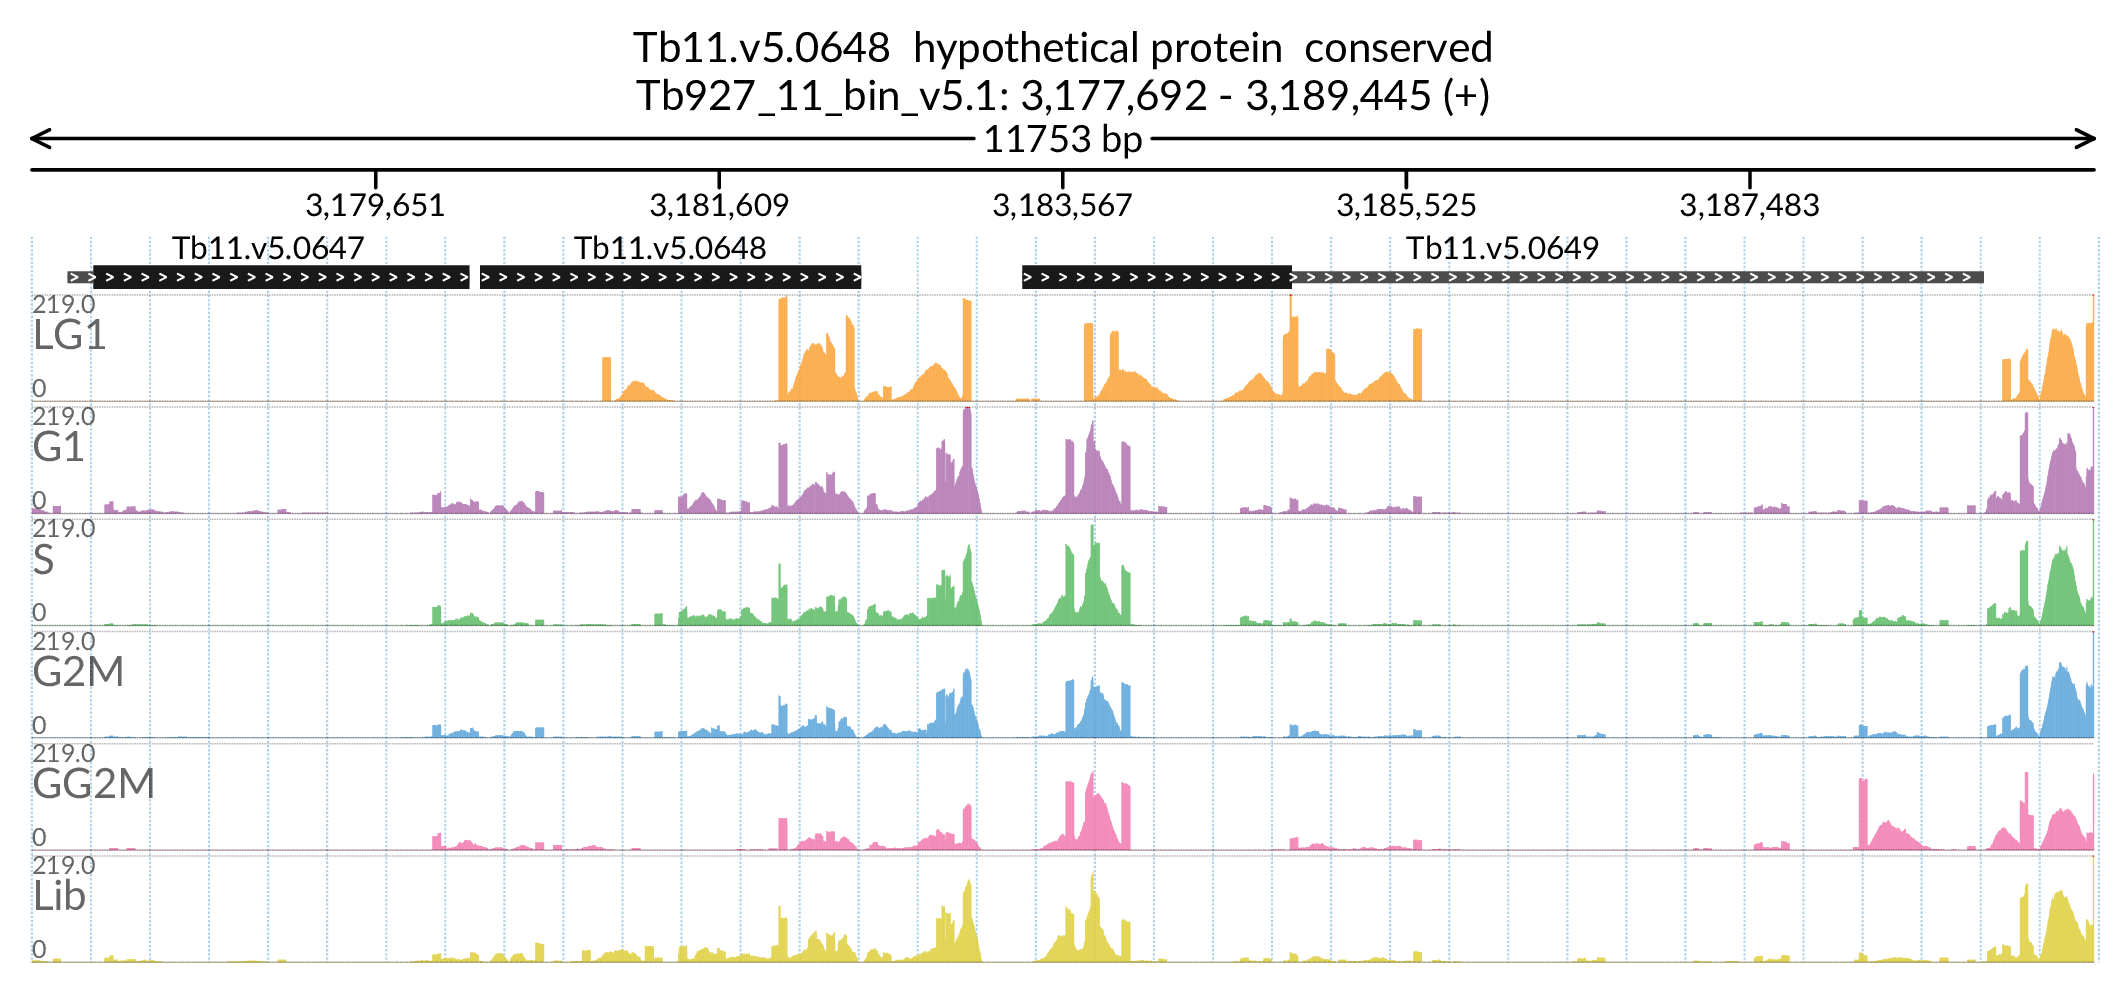 Tb11.v5.0648 hypothetical protein conserved
Tb927_11_bin_v5.1: 3,177,692 - 3,189,445 (+)
11753 bp
3,179,651 3,181,609 3,183,567 3,185,525 3,187,483
Tb11.v5.0647 Tb11.v5.0648 Tb11.v5.0649
219.0
LG1
0
219.0
G1
0
219.0
S
0
219.0
G2M
0
219.0
GG2M
0
219.0
Lib
0